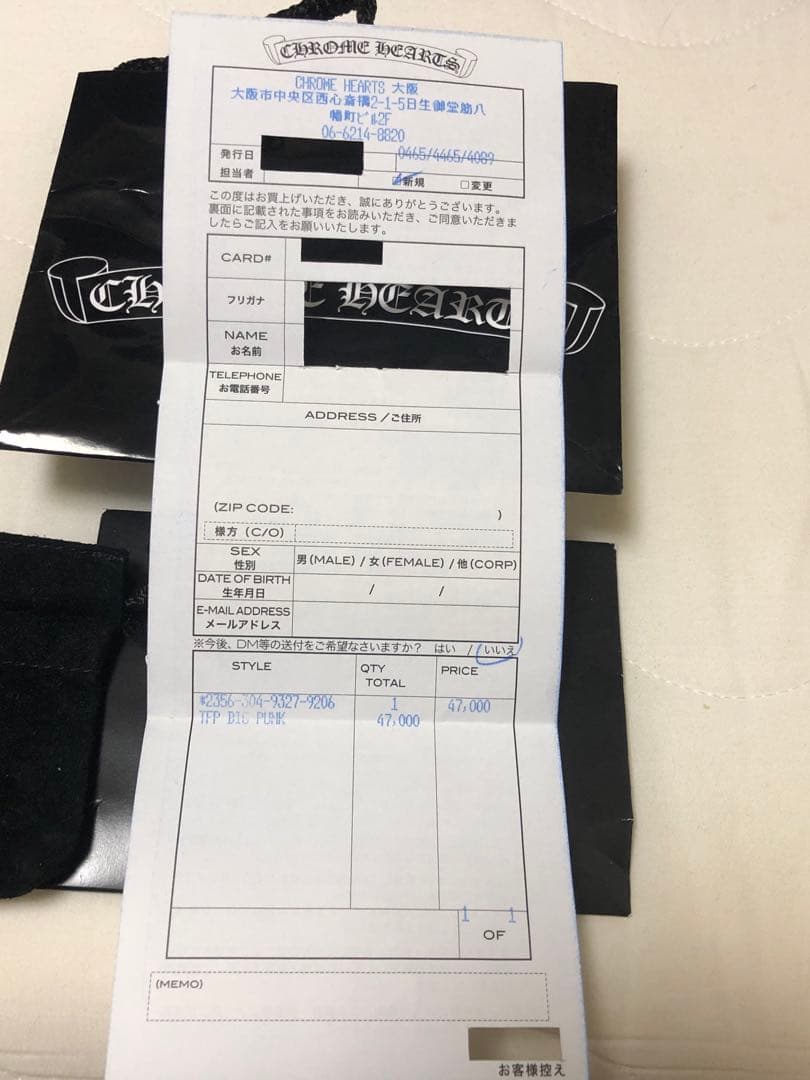 CHROME HEARTS
CHROME HEARTS 大阪
大阪市中央区西心斎橋2-1-5日生御堂筋八
幡町ビル2F
06-6214-8820
発行日
0465/4465/4089
担当者
新規 □変更
この度はお買上げいただき、誠にありがとうございます。
裏面に記載された事項をお読みいただき、ご同意いただきま
したらご記入をお願いいたします。
CARD#
フリガナ
E HEARTS
CH
NAME
お名前
TELEPHONE
お電話番号
ADDRESS/ご住所
(ZIP CODE: )
様方 (C/O)
SEX
性別
男(MALE) / 女(FEMALE) / 他(CORP)
DATE OF BIRTH
生年月日
/ /
E-MAIL ADDRESS
メールアドレス
※今後、DM等の送付をご希望なさいますか? はい / いいえ
STYLE QTY PRICE
TOTAL
#2356-304-9327-9206 1 47,000
TFP BIG PUNK 47,000
1 1
OF
(MEMO)
お客様控え